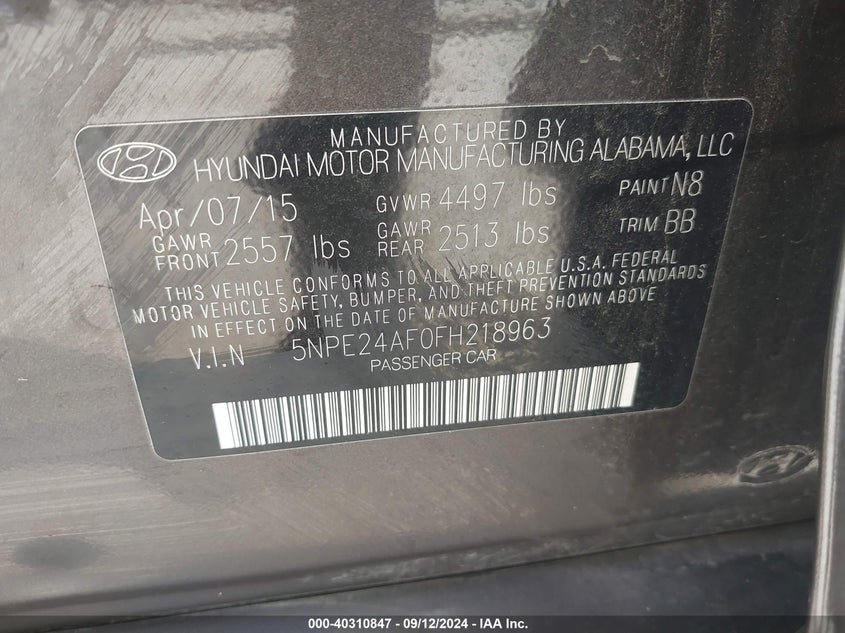 MANUFACTURED BY
HYUNDAI MOTOR MANUFACTURING ALABAMA, LLC
Apr/07/15 GVWR 4497 lbs PAINT N8
GAWR FRONT 2557 lbs GAWR REAR 2513 lbs TRIM BB
THIS VEHICLE CONFORMS TO ALL APPLICABLE U.S.A. FEDERAL
MOTOR VEHICLE SAFETY, BUMPER, AND THEFT PREVENTION STANDARDS
IN EFFECT ON THE DATE OF MANUFACTURE SHOWN ABOVE
V.I.N 5NPE24AF0FH218963
PASSENGER CAR
000-40310847 - 09/12/2024 - IAA Inc.